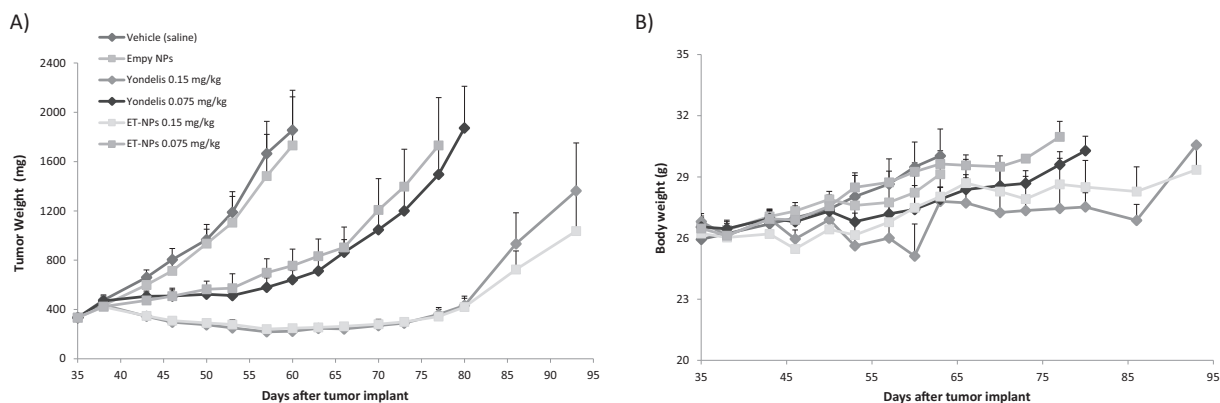 A)
Vehicle (saline)
Empy NPs
Yondelis 0.15 mg/kg
Yondelis 0.075 mg/kg
ET-NPs 0.15 mg/kg
ET-NPs 0.075 mg/kg
Tumor Weight (mg)
2400
2000
1600
1200
800
400
0
35 40 45 50 55 60 65 70 75 80 85 90 95
Days after tumor implant
B)
Body weight (g)
35
32
29
26
23
20
35 45 55 65 75 85 95
Days after tumor implant